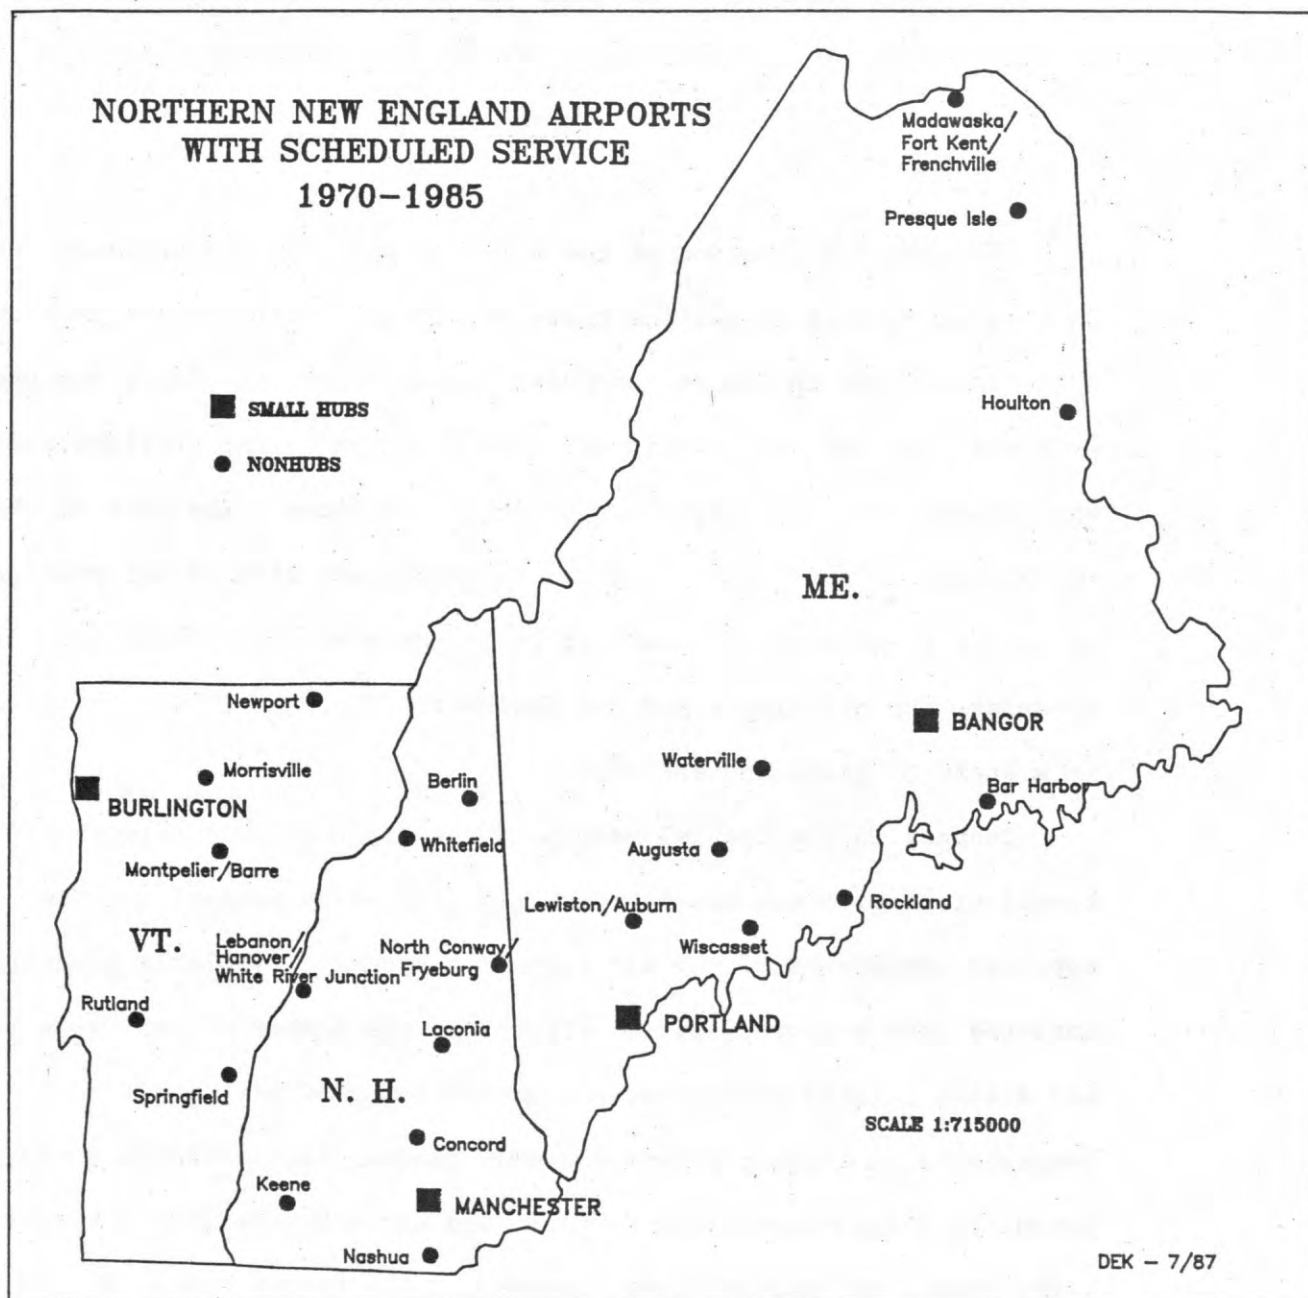 NORTHERN NEW ENGLAND AIRPORTS
WITH SCHEDULED SERVICE
1970-1985
Madawaska/
Fort Kent/
Frenchville
Presque Isle
Houlton
SMALL HUBS
NONHUBS
ME.
Newport
BANGOR
Waterville
Morrisville
Berlin
Bar Harbor
BURLINGTON
Whitefield
Augusta
Montpelier/Barre
Rockland
Lewiston/Auburn
VT.
Lebanon/
Hanover/
White River Junction
North Conway/
Fryeburg
Wiscasset
Rutland
PORTLAND
Laconia
Springfield
N. H.
SCALE 1:715000
Concord
Keene
MANCHESTER
Nashua
DEK - 7/87